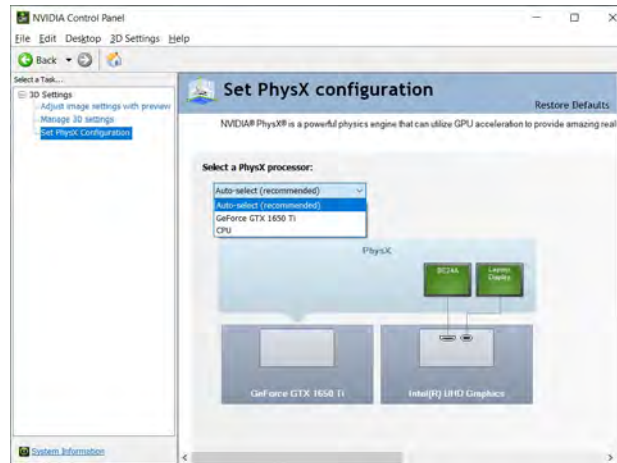 NVIDIA Control Panel
File Edit Desktop 3D Settings Help
Back
Select a Task...
3D Settings
Adjust image settings with preview
Manage 3D settings
Set PhysX Configuration
System Information
Set PhysX configuration
Restore Defaults
NVIDIA® PhysX® is a powerful physics engine that can utilize GPU acceleration to provide amazing real
Select a PhysX processor:
Auto-select (recommended)
Auto-select (recommended)
GeForce GTX 1650 Ti
CPU
PhysX
Laptop
Display
GeForce GTX 1650 Ti
Intel(R) UHD Graphics